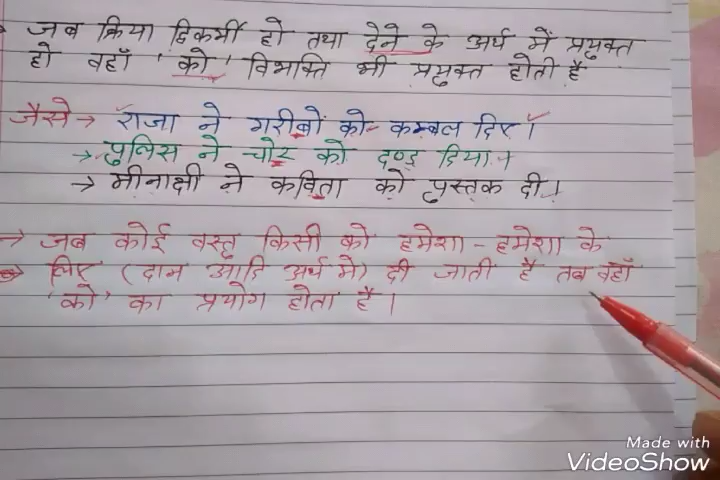 → जब क्रिया द्विकर्मी हो तथा देने के अर्थ में प्रयुक्त
हो वहाँ 'को' विभक्ति भी प्रयुक्त होती है
जैसे → राजा ने गरीबों को कम्बल दिए।
→ पुलिस ने चोर को दण्ड दिया।
→ मीनाक्षी ने कविता को पुस्तक दी।
→ जब कोई वस्तु किसी को हमेशा - हमेशा के
→ लिए (दान आदि अर्थ में) दी जाती है तब वहाँ
'को' का प्रयोग होता है।
Made with
VideoShow